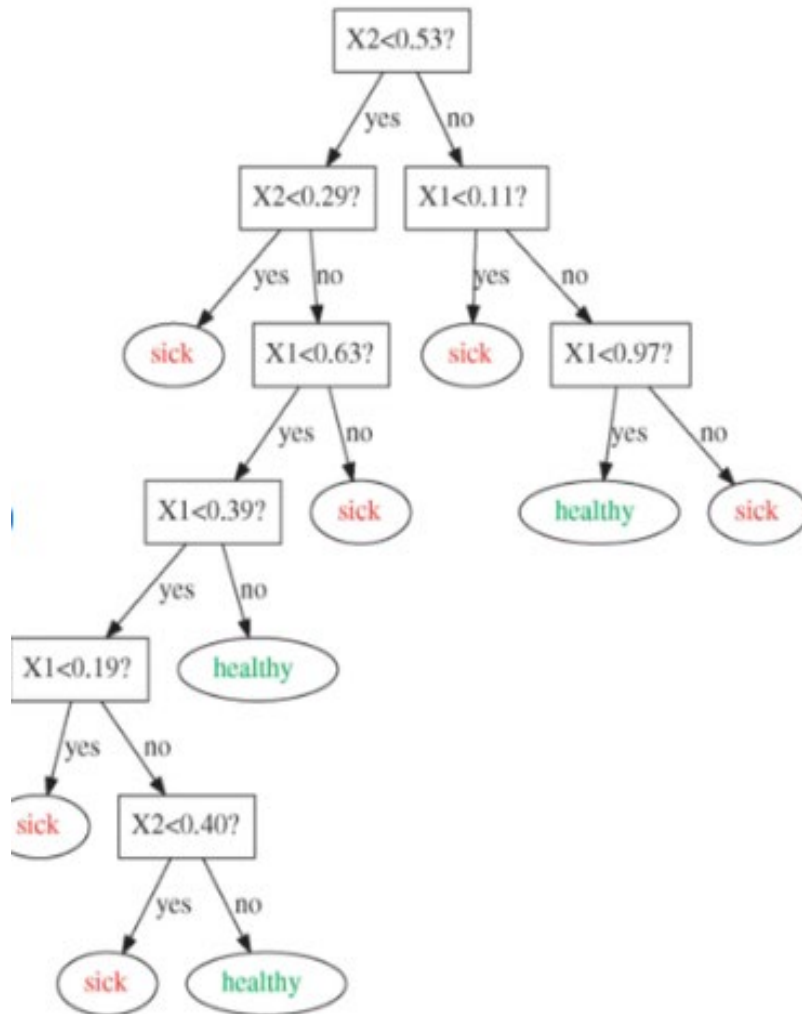 X2<0.53?
yes no
X2<0.29? X1<0.11?
yes no yes no
sick X1<0.63? sick X1<0.97?
yes no yes no
X1<0.39? sick healthy sick
yes no
X1<0.19? healthy
yes no
sick X2<0.40?
yes no
sick healthy